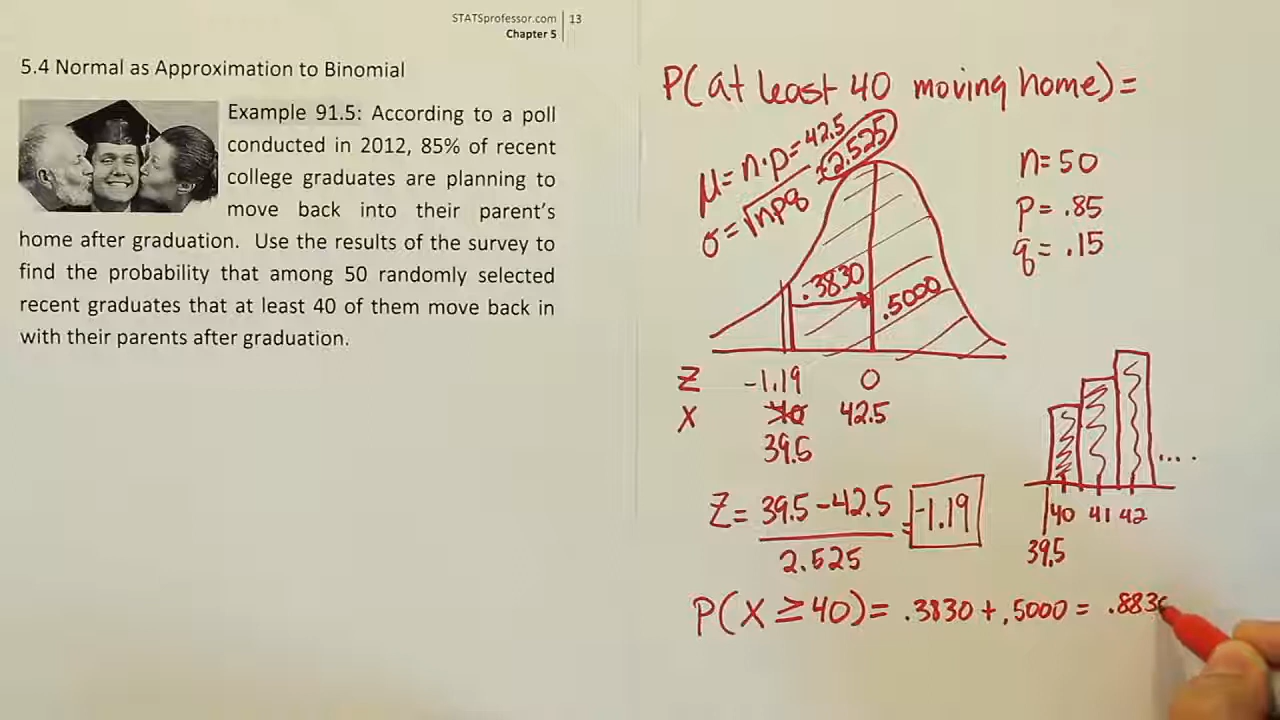 STATSprofessor.com 13
Chapter 5
5.4 Normal as Approximation to Binomial
Example 91.5: According to a poll
conducted in 2012, 85% of recent
college graduates are planning to
move back into their parent's
home after graduation. Use the results of the survey to
find the probability that among 50 randomly selected
recent graduates that at least 40 of them move back in
with their parents after graduation.
P(at least 40 moving home)=
μ=n·p=42.5
σ=√npq =2.525
n=50
p=.85
q=.15
.3830 .5000
Z -1.19 0
X 40 42.5
39.5
Z= 39.5-42.5 = -1.19
2.525
40 41 42 ....
39.5
P(X≥40)= .3830+.5000= .8830